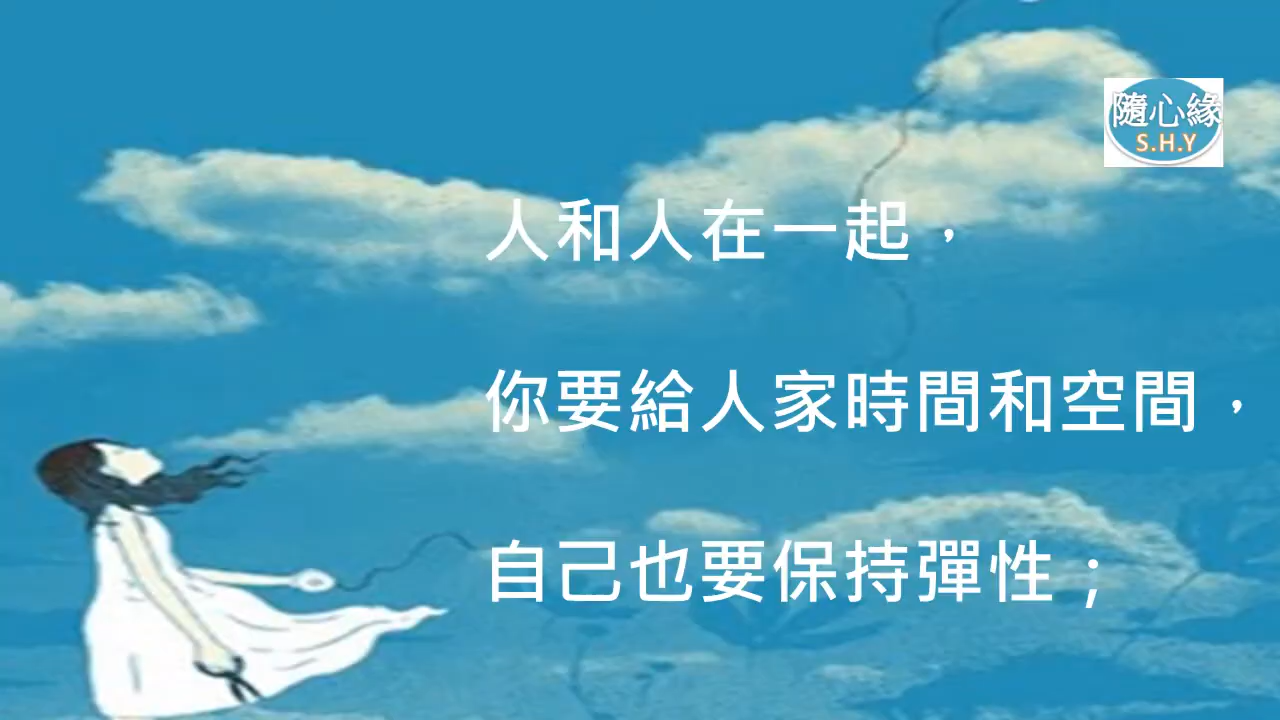 隨心緣
S.H.Y
人和人在一起，
你要給人家時間和空間，
自己也要保持彈性；